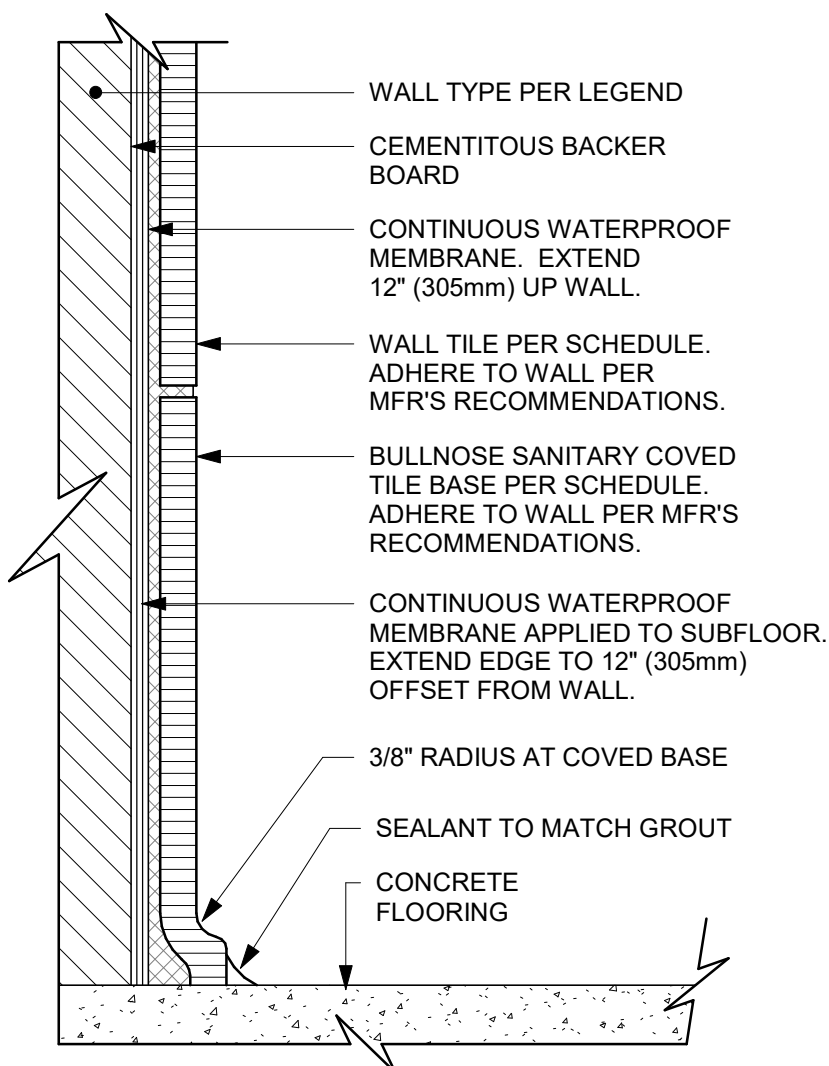 WALL TYPE PER LEGEND
CEMENTITOUS BACKER
BOARD
CONTINUOUS WATERPROOF
MEMBRANE. EXTEND
12" (305mm) UP WALL.
WALL TILE PER SCHEDULE.
ADHERE TO WALL PER
MFR'S RECOMMENDATIONS.
BULLNOSE SANITARY COVED
TILE BASE PER SCHEDULE.
ADHERE TO WALL PER MFR'S
RECOMMENDATIONS.
CONTINUOUS WATERPROOF
MEMBRANE APPLIED TO SUBFLOOR.
EXTEND EDGE TO 12" (305mm)
OFFSET FROM WALL.
3/8" RADIUS AT COVED BASE
SEALANT TO MATCH GROUT
CONCRETE
FLOORING